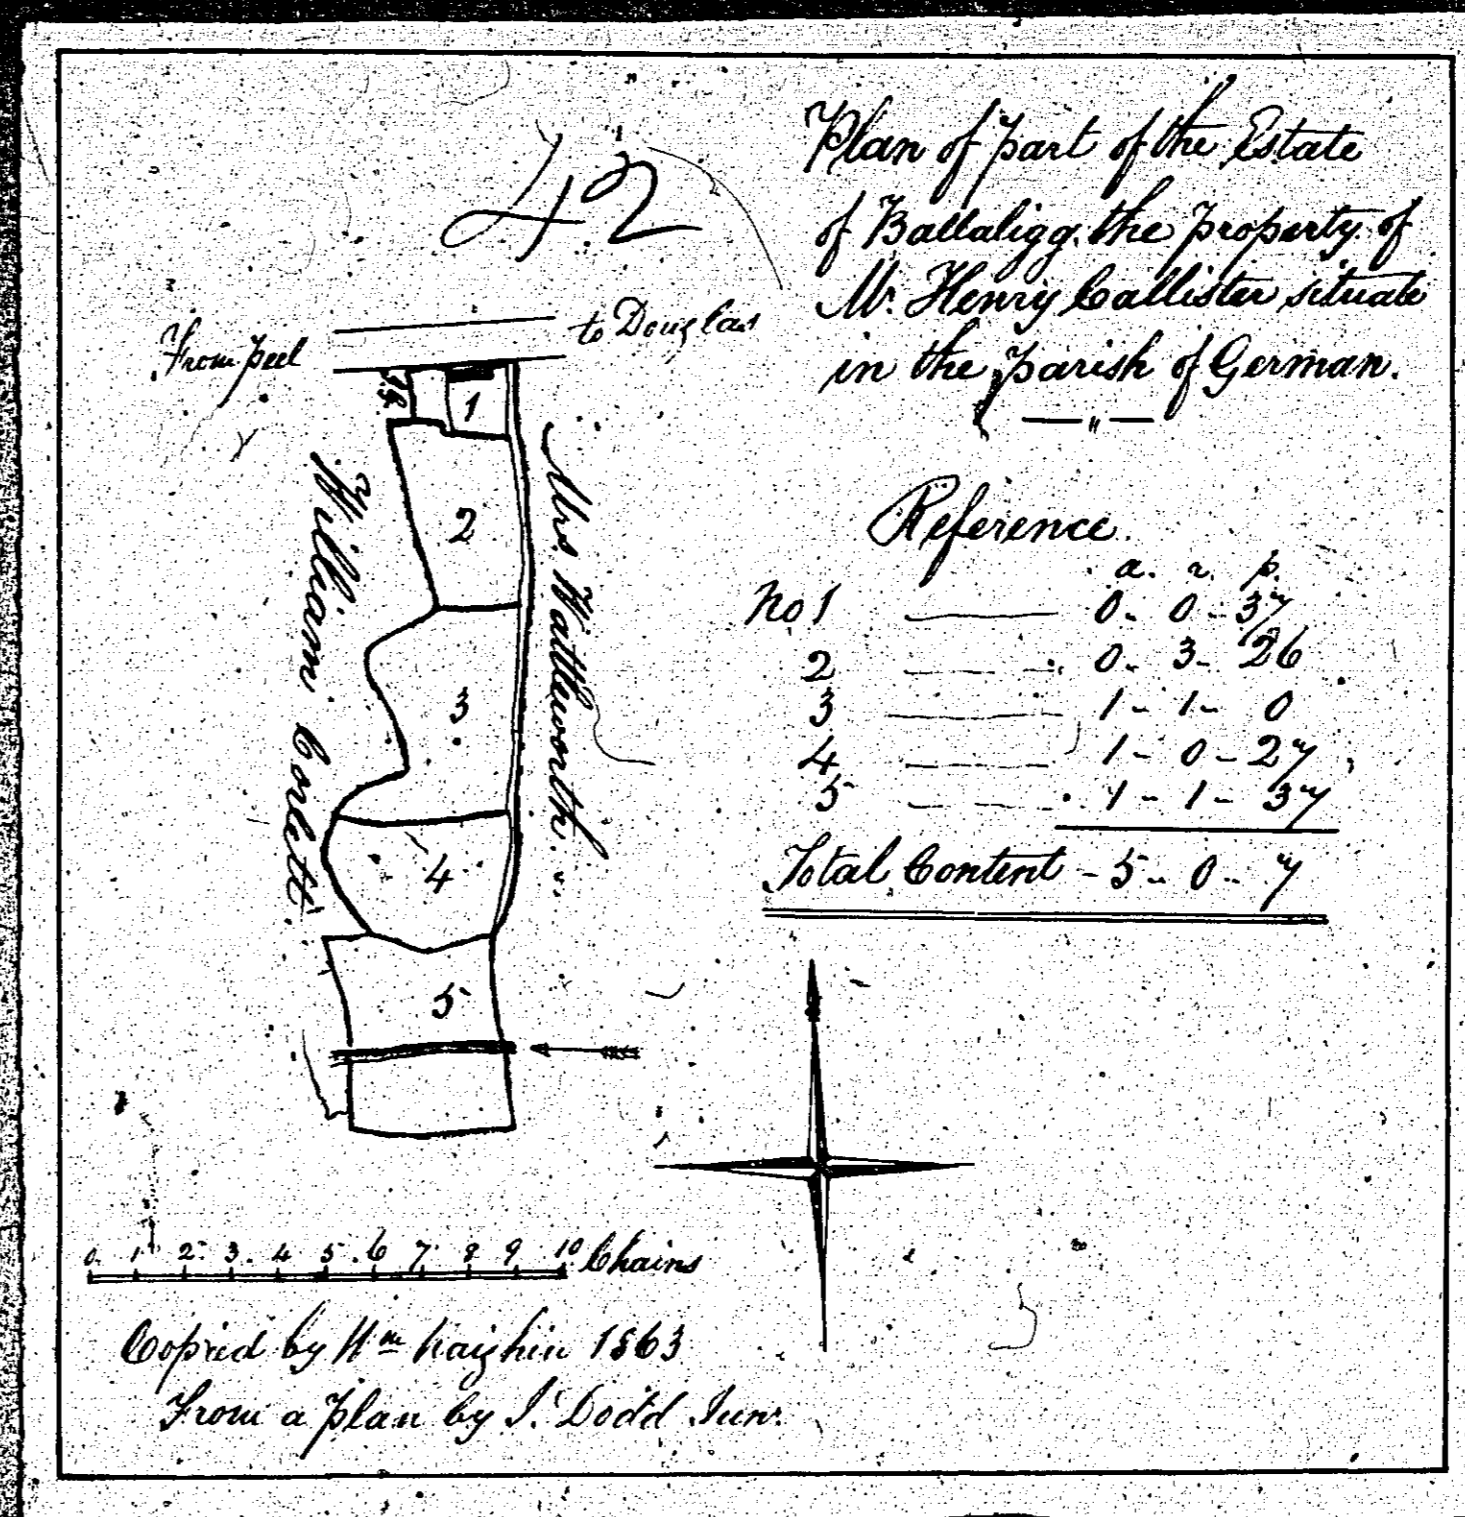 42
Plan of part of the Estate
of Ballaligg the property of
Mr. Henry Callister situate
in the parish of German.
From peel
to Douglas
1
2
3
4
5
William Corlett
Mrs. Watleworth
Reference
a. r. p.
No 1 0 - 0 - 37
2 0 - 3 - 26
3 1 - 1 - 0
4 1 - 0 - 27
5 1 - 1 - 37
Total Content - 5 - 0 - 7
0 1 2 3 4 5 6 7 8 9 10 Chains
Copied by Wm Kaighin 1863
From a plan by J. Dodd Junr.